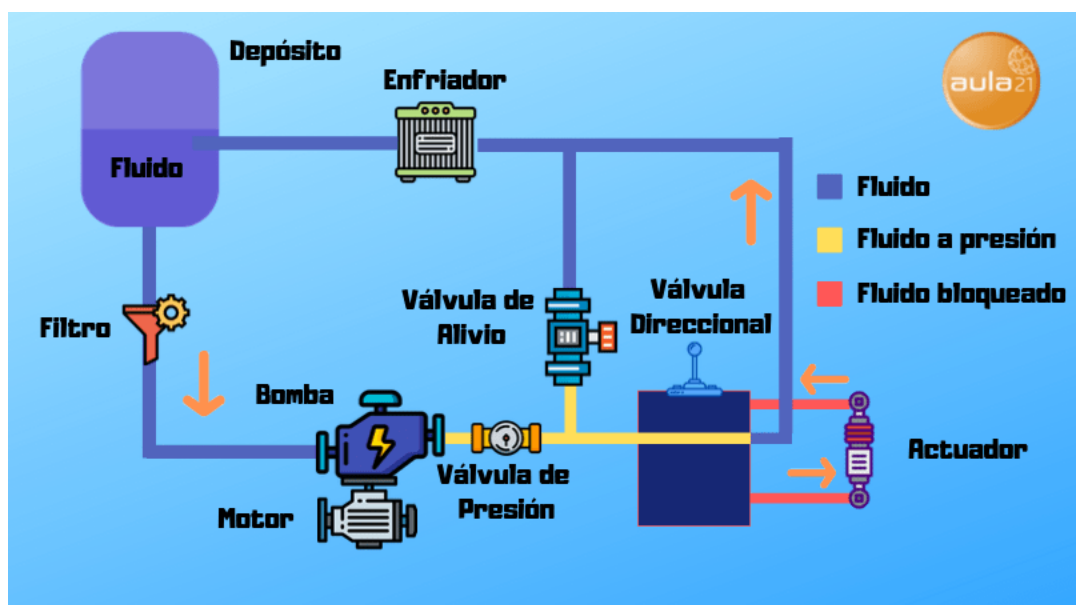 Depósito
Enfriador
aula21
Fluido
Fluido
Fluido a presión
Fluido bloqueado
Válvula de
Alivio
Válvula
Direccional
Filtro
Bomba
Válvula de
Presión
Actuador
Motor